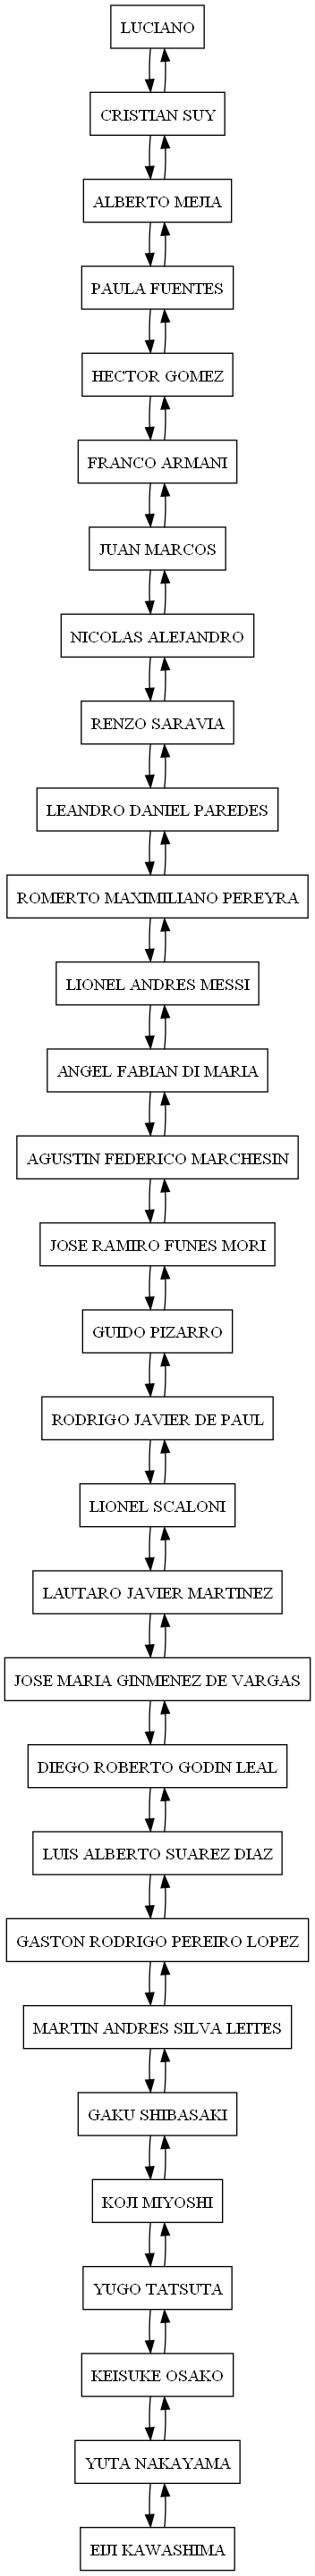 LUCIANO
CRISTIAN SUY
ALBERTO MEJIA
PAULA FUENTES
HECTOR GOMEZ
FRANCO ARMANI
JUAN MARCOS
NICOLAS ALEJANDRO
RENZO SARAVIA
LEANDRO DANIEL PAREDES
ROMERTO MAXIMILIANO PEREYRA
LIONEL ANDRES MESSI
ANGEL FABIAN DI MARIA
AGUSTIN FEDERICO MARCHESIN
JOSE RAMIRO FUNES MORI
GUIDO PIZARRO
RODRIGO JAVIER DE PAUL
LIONEL SCALONI
LAUTARO JAVIER MARTINEZ
JOSE MARIA GINMENEZ DE VARGAS
DIEGO ROBERTO GODIN LEAL
LUIS ALBERTO SUAREZ DIAZ
GASTON RODRIGO PEREIRO LOPEZ
MARTIN ANDRES SILVA LEITES
GAKU SHIBASAKI
KOJI MIYOSHI
YUGO TATSUTA
KEISUKE OSAKO
YUTA NAKAYAMA
EIJI KAWASHIMA